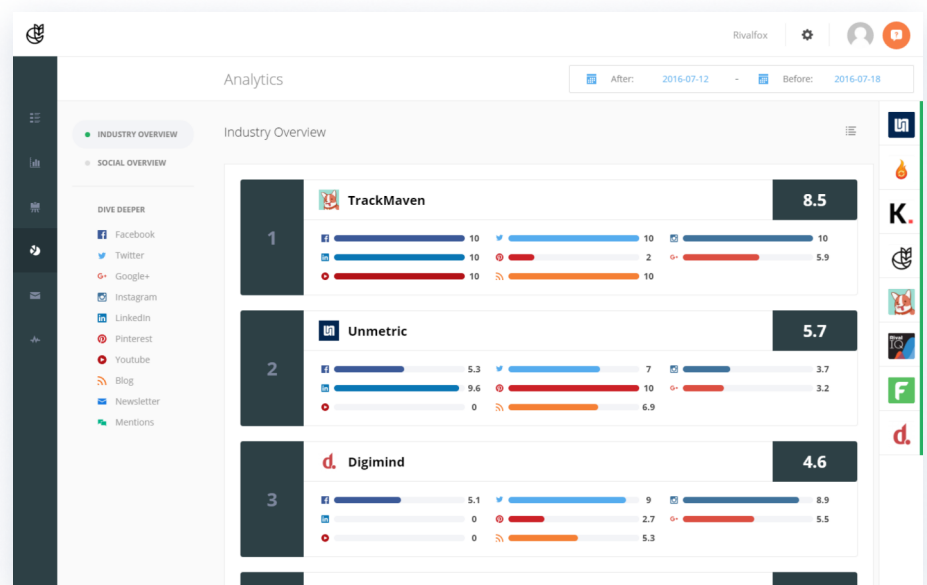 Rivalfox
Analytics
After: 2016-07-12 - Before: 2016-07-18
INDUSTRY OVERVIEW
SOCIAL OVERVIEW
DIVE DEEPER
Facebook
Twitter
Google+
Instagram
LinkedIn
Pinterest
Youtube
Blog
Newsletter
Mentions
Industry Overview
1
TrackMaven
8.5
10 10 10
10 2 5.9
10 10
2
Unmetric
5.7
5.3 7 3.7
9.6 10 3.2
0 6.9
3
d. Digimind
4.6
5.1 9 8.9
0 2.7 5.5
0 5.3
K.
Rival
IQ
F
d.